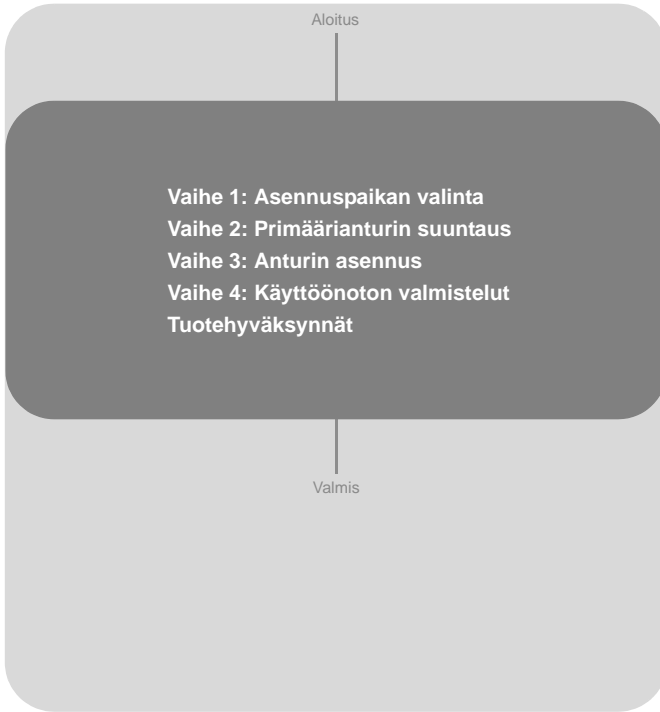 Aloitus
Vaihe 1: Asennuspaikan valinta
Vaihe 2: Primäärianturin suuntaus
Vaihe 3: Anturin asennus
Vaihe 4: Käyttöönoton valmistelut
Tuotehyväksynnät
Valmis